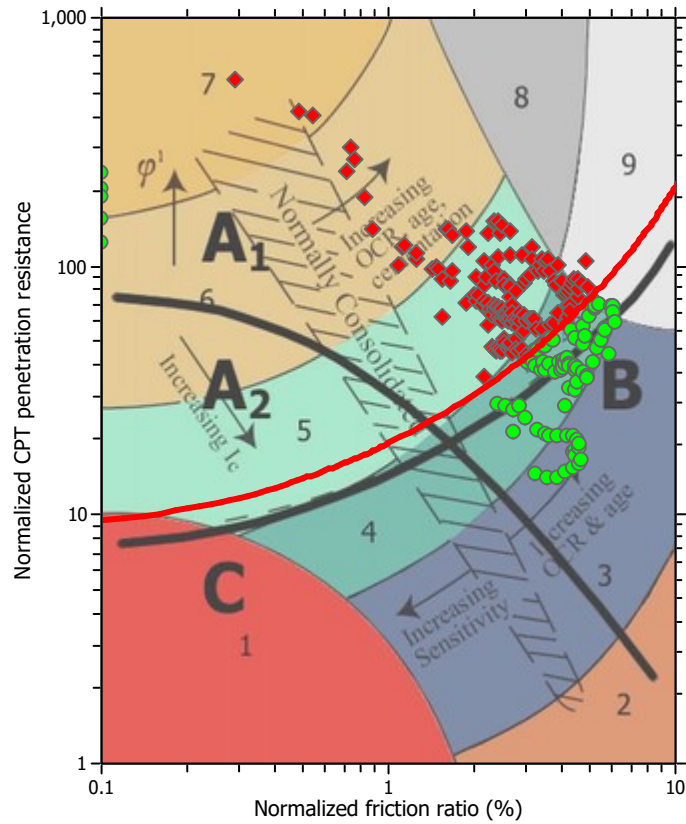 1,000
100
10
1
Normalized CPT penetration resistance
7
8
9
φ'
A1
Normally Consolidated
Increasing
OCR, age,
cementation
6
A2
Increasing Ic
5
B
4
C
Increasing
OCR & age
3
Increasing
Sensitivity
1
2
0.1
1
10
Normalized friction ratio (%)